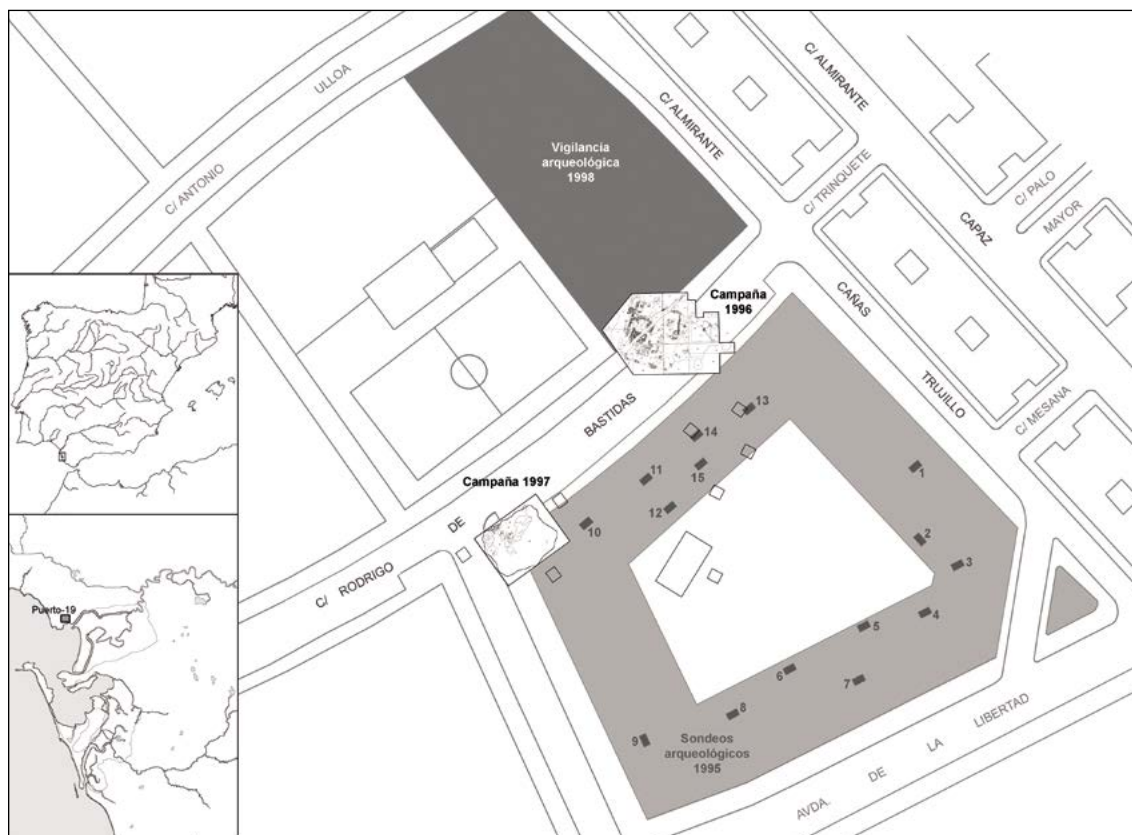 C/ ANTONIO
ULLOA
C/ ALMIRANTE
C/ ALMIRANTE
Vigilancia
arqueológica
1998
C/ TRINQUETE
C/ PALO
MAYOR
CAPAZ
Campaña
1996
CAÑAS
TRUJILLO
C/ MESANA
BASTIDAS
13
14
11
15
1
Campaña 1997
12
DE
10
2
3
C/ RODRIGO
Puerto-19
4
5
6
7
8
9
Sondeos
arqueológicos
1995
AVDA. DE LA LIBERTAD